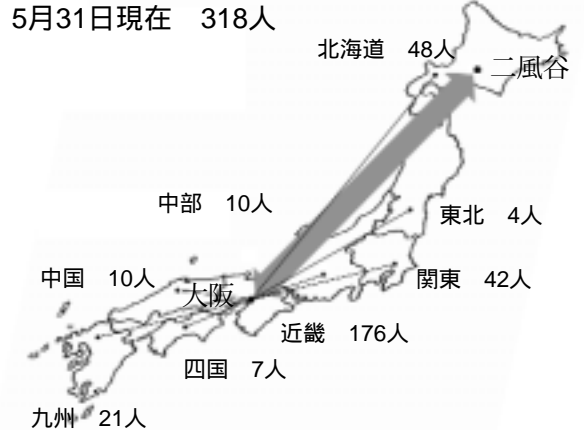 5月31日現在　318人
北海道　48人
二風谷
中部　10人
東北　4人
中国　10人
大阪
関東　42人
近畿　176人
四国　7人
九州　21人